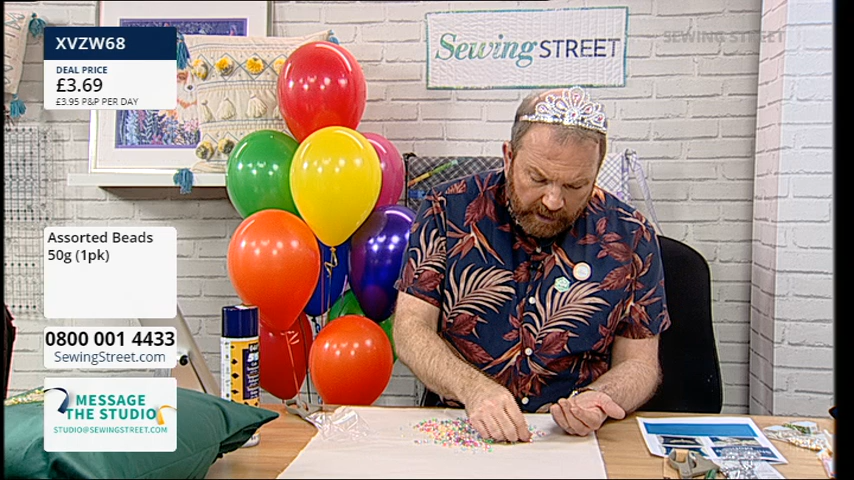 XVZW68
DEAL PRICE
£3.69
£3.95 P&P PER DAY
Assorted Beads
50g (1pk)
0800 001 4433
SewingStreet.com
MESSAGE
THE STUDIO
STUDIO@SEWINGSTREET.COM
Sewing STREET
SEWING STREET